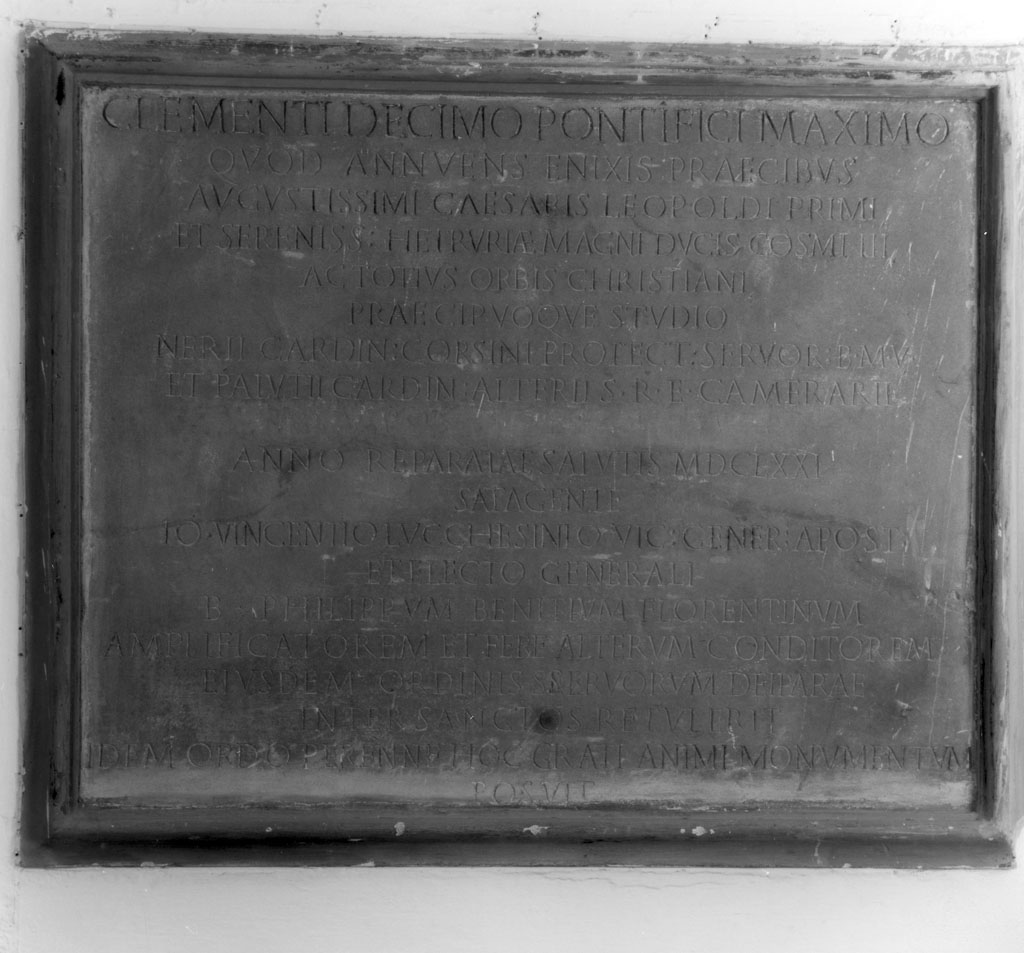 CLEMENTI DECIMO PONTIFICI MAXIMO
QVOD ANNVENS ENIXIS PRAECIBVS
AVGVSTISSIMI CAESARIS LEOPOLDI PRIMI
ET SERENISS: HETRVRIÆ MAGNI DVCIS COSMI III
AC TOTIVS ORBIS CHRISTIANI
PRAECIPVOQVE STVDIO
NERII CARDIN: CORSINI PROTECT: SERVOR: B.M.V.
ET PALVTII CARDIN: ALTERII S. R. E. CAMERARII
ANNO REPARATAE SALVTIS MDCLXXI
SATAGENTE
IO. VINCENTIO LVCCHESINIO VIC: GENER: APOST:
ET ELECTO GENERALI
B. PHILIPPVM BENITIVM FLORENTINVM
AMPLIFICATOREM ET FERE ALTERVM CONDITOREM
EIVSDEM ORDINIS SERVORVM DEIPARAE
INTER SANCTOS RETVLERIT
IDEM ORDO PERENNE HOC GRATI ANIMI MONVMENTVM
POSVIT